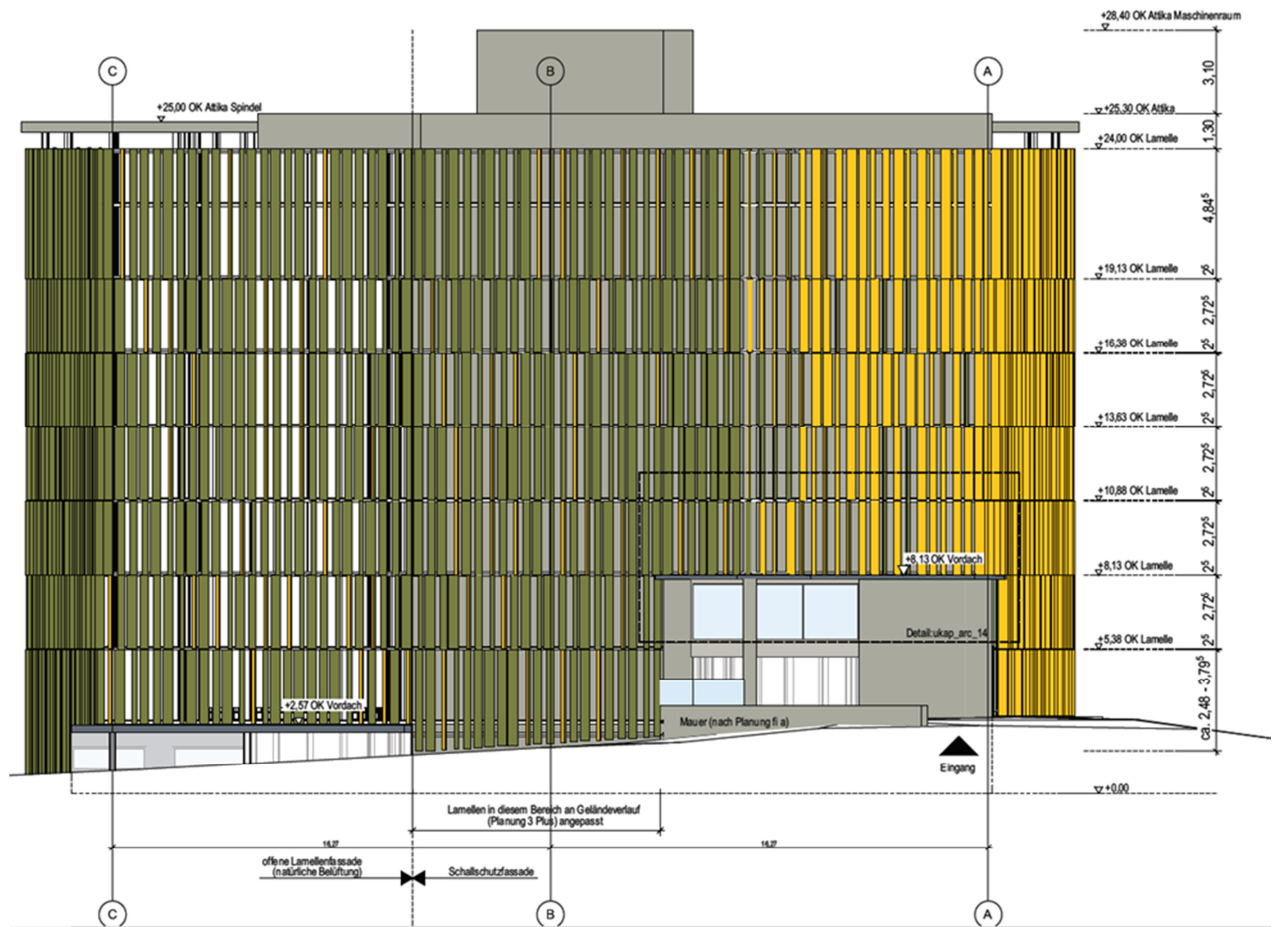 +28,40 OK Attika Maschinenraum
3,10
C
B
A
+25,00 OK Attika Spindel
+25,30 OK Attika
1,30
+24,00 OK Lamelle
4,84⁵
+19,13 OK Lamelle
2⁵
2,72⁵
+16,38 OK Lamelle
2⁵
2,72⁵
+13,63 OK Lamelle
2⁵
2,72⁵
+10,88 OK Lamelle
2⁵
2,72⁵
+8,13 OK Vordach
+8,13 OK Lamelle
2⁵
2,72⁵
Detail:ukap_arc_14
+5,38 OK Lamelle
2⁵
ca. 2,48 - 3,79⁵
+2,57 OK Vordach
Mauer (nach Planung fi a)
Eingang
+0,00
Lamellen in diesem Bereich an Geländeverlauf
(Planung 3 Plus) angepasst
16,27
16,27
offene Lamellenfassade
(natürliche Belüftung)
Schallschutzfassade
C
B
A